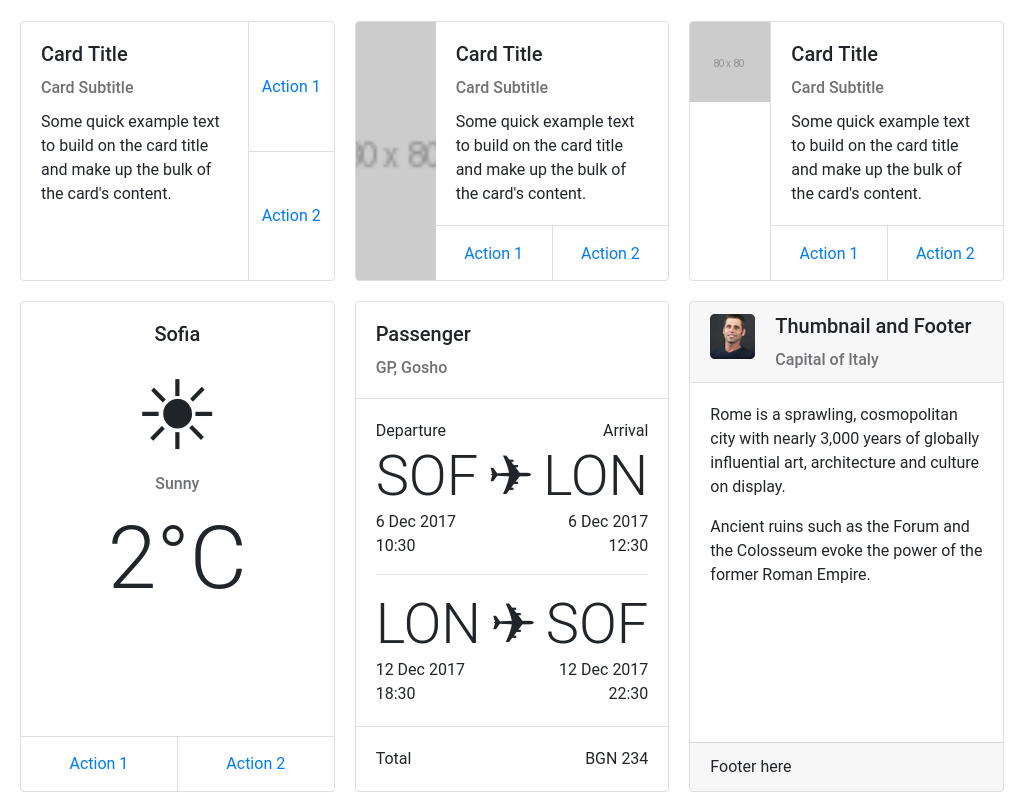 Card Title
Card Subtitle
Some quick example text
to build on the card title
and make up the bulk of
the card's content.
Action 1
Action 2
80 x 80
Card Title
Card Subtitle
Some quick example text
to build on the card title
and make up the bulk of
the card's content.
Action 1
Action 2
80 x 80
Card Title
Card Subtitle
Some quick example text
to build on the card title
and make up the bulk of
the card's content.
Action 1
Action 2
Sofia
Sunny
2°C
Action 1
Action 2
Passenger
GP, Gosho
Departure Arrival
SOF ✈ LON
6 Dec 2017 6 Dec 2017
10:30 12:30
LON ✈ SOF
12 Dec 2017 12 Dec 2017
18:30 22:30
Total BGN 234
Thumbnail and Footer
Capital of Italy
Rome is a sprawling, cosmopolitan
city with nearly 3,000 years of globally
influential art, architecture and culture
on display.
Ancient ruins such as the Forum and
the Colosseum evoke the power of the
former Roman Empire.
Footer here